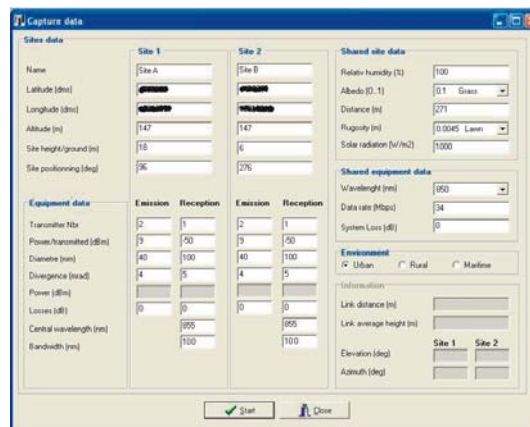 Capture data
Sites data
Site 1 Site 2
Name Site A Site B
Latitude (dms)
Longitude (dms)
Altitude (m) 147 147
Site height/ground (m) 18 6
Site positionning (deg) 96 276
Equipment data Emission Reception Emission Reception
Transmitter Nbr 2 1 2 1
Power/transmitted (dBm) 9 -50 9 -50
Diametre (mm) 40 100 40 100
Divergence (mrad) 4 5 4 5
Power (dBm)
Losses (dB) 0 0 0 0
Central wavelength (nm) 855 855
Bandwidth (nm) 100 100
Shared site data
Relativ humidity (%) 100
Albedo (0..1) 0.1 Grass
Distance (m) 271
Rugosity (m) 0.0045 Lawn
Solar radiation (W/m2) 1000
Shared equipment data
Wavelenght (nm) 850
Data rate (Mbps) 34
System Loss (dB) 0
Environment
Urban Rural Maritime
Information
Link distance (m)
Link average height (m)
Site 1 Site 2
Elevation (deg)
Azimuth (deg)
Start Close